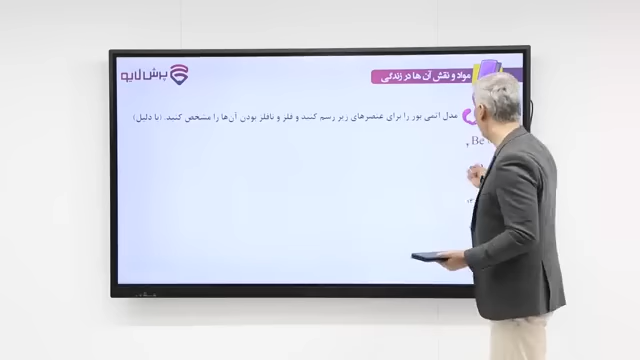 پرش لایو
مواد و نقش آن ها در زندگی
مدل اتمی بور را برای عنصرهای زیر رسم کنید و فلز و نافلز بودن آن‌ها را مشخص کنید. (با دلیل)
Be